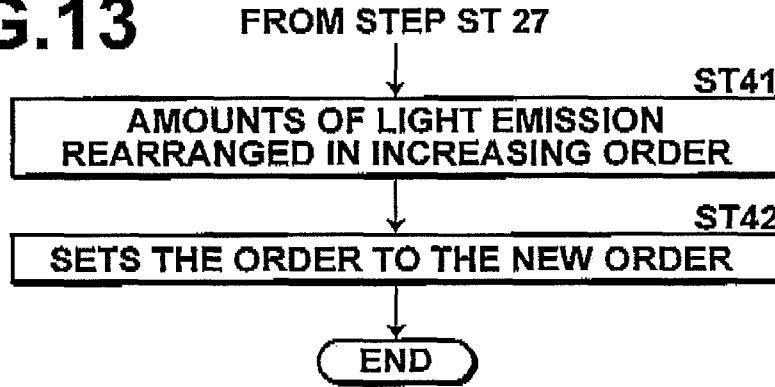 G.13
FROM STEP ST 27
ST41
AMOUNTS OF LIGHT EMISSION
REARRANGED IN INCREASING ORDER
ST42
SETS THE ORDER TO THE NEW ORDER
END